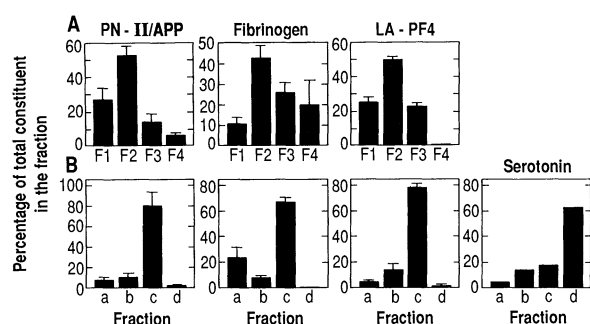 A
PN - II/APP
Fibrinogen
LA - PF4
Percentage of total constituent
in the fraction
60
40
20
0
F1 F2 F3 F4
50
40
30
20
10
0
F1 F2 F3 F4
60
40
20
0
F1 F2 F3 F4
B
Serotonin
100
80
60
40
20
0
a b c d
Fraction
80
60
40
20
0
a b c d
Fraction
80
60
40
20
0
a b c d
Fraction
80
60
40
20
0
a b c d
Fraction